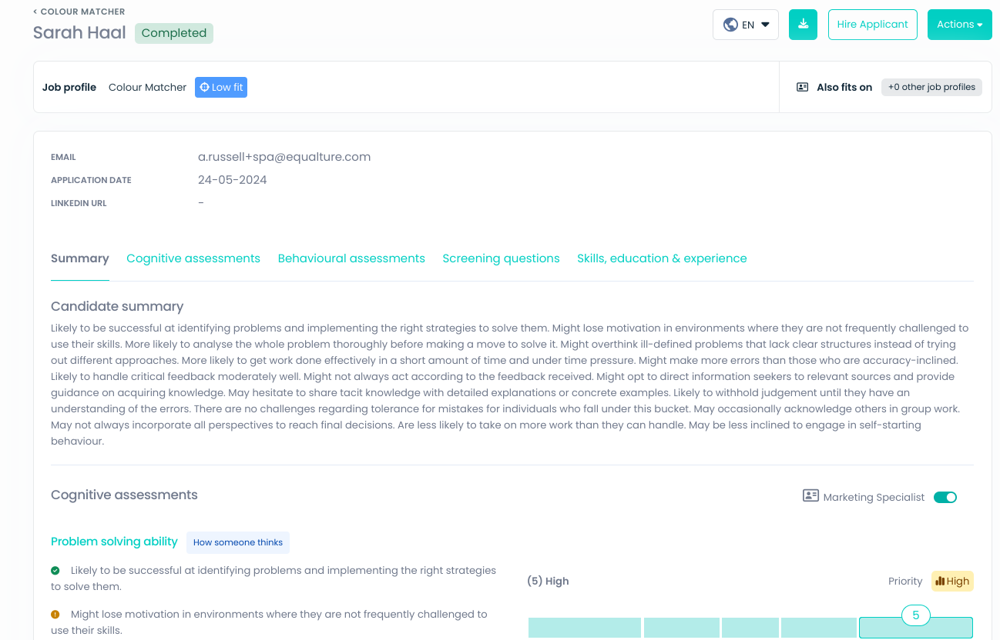 < COLOUR MATCHER
Sarah Haal Completed
EN
Hire Applicant
Actions
Job profile Colour Matcher Low fit
Also fits on +0 other job profiles
EMAIL a.russell+spa@equalture.com
APPLICATION DATE 24-05-2024
LINKEDIN URL -
Summary Cognitive assessments Behavioural assessments Screening questions Skills, education & experience
Candidate summary
Likely to be successful at identifying problems and implementing the right strategies to solve them. Might lose motivation in environments where they are not frequently challenged to
use their skills. More likely to analyse the whole problem thoroughly before making a move to solve it. Might overthink ill-defined problems that lack clear structures instead of trying
out different approaches. More likely to get work done effectively in a short amount of time and under time pressure. Might make more errors than those who are accuracy-inclined.
Likely to handle critical feedback moderately well. Might not always act according to the feedback received. Might opt to direct information seekers to relevant sources and provide
guidance on acquiring knowledge. May hesitate to share tacit knowledge with detailed explanations or concrete examples. Likely to withhold judgement until they have an
understanding of the errors. There are no challenges regarding tolerance for mistakes for individuals who fall under this bucket. May occasionally acknowledge others in group work.
May not always incorporate all perspectives to reach final decisions. Are less likely to take on more work than they can handle. May be less inclined to engage in self-starting
behaviour.
Cognitive assessments
Marketing Specialist
Problem solving ability How someone thinks
Likely to be successful at identifying problems and implementing the right strategies
to solve them.
Might lose motivation in environments where they are not frequently challenged to
use their skills.
(5) High
Priority High
5